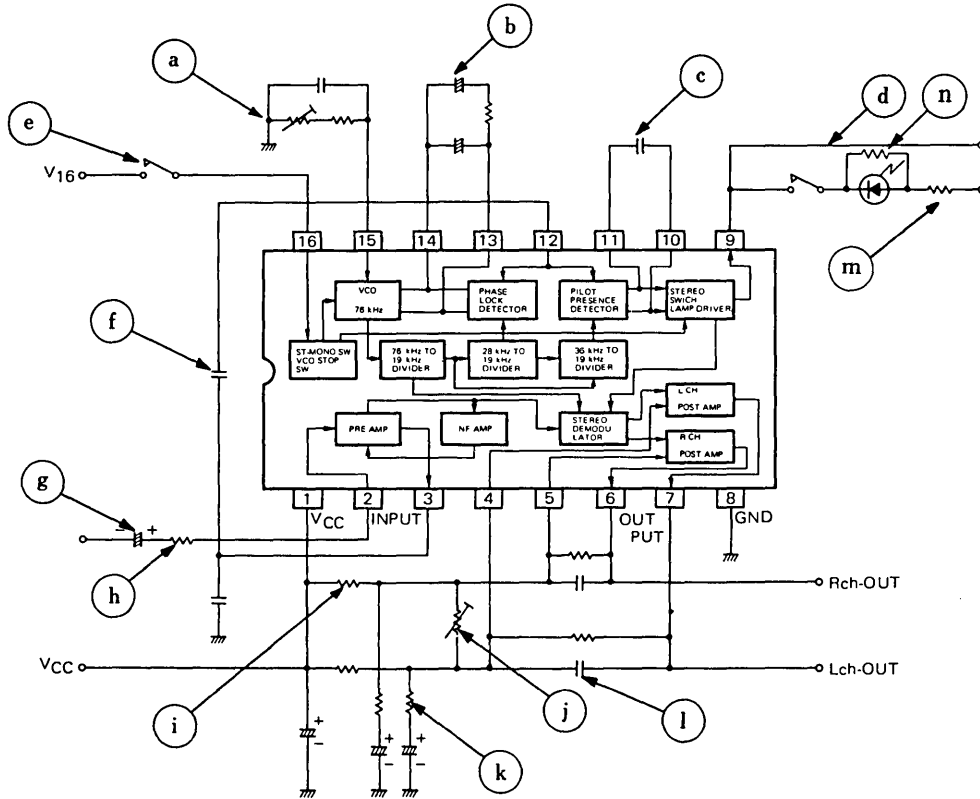 b
a
c
d
n
e
V16
m
16
15
14
13
12
11
10
9
VCO
76 kHz
PHASE
LOCK
DETECTOR
PILOT
PRESENCE
DETECTOR
STEREO
SWICH
LAMP DRIVER
f
ST-MONO SW
VCO STOP
SW
76 kHz TO
19 kHz
DIVIDER
28 kHz TO
19 kHz
DIVIDER
36 kHz TO
19 kHz
DIVIDER
L CH
POST AMP
PRE AMP
NF AMP
STEREO
DEMODU
LATOR
R CH
POST AMP
g
1
2
3
4
5
6
7
8
VCC
INPUT
OUT
PUT
GND
- +
h
Rch-OUT
VCC
Lch-OUT
i
j
l
k
+
-
+
-
+
-